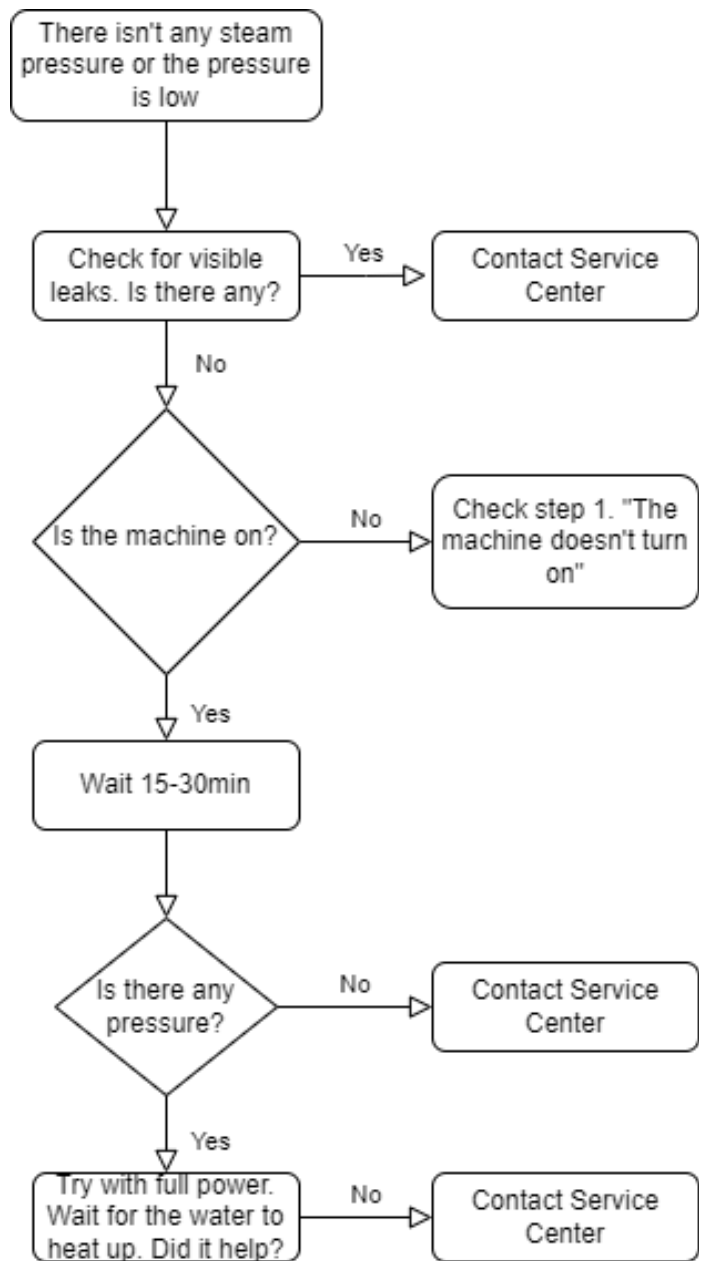 There isn't any steam
pressure or the pressure
is low
Check for visible
leaks. Is there any?
Yes
Contact Service
Center
No
Is the machine on?
No
Check step 1. "The
machine doesn't turn
on"
Yes
Wait 15-30min
Is there any
pressure?
No
Contact Service
Center
Yes
Try with full power.
Wait for the water to
heat up. Did it help?
No
Contact Service
Center